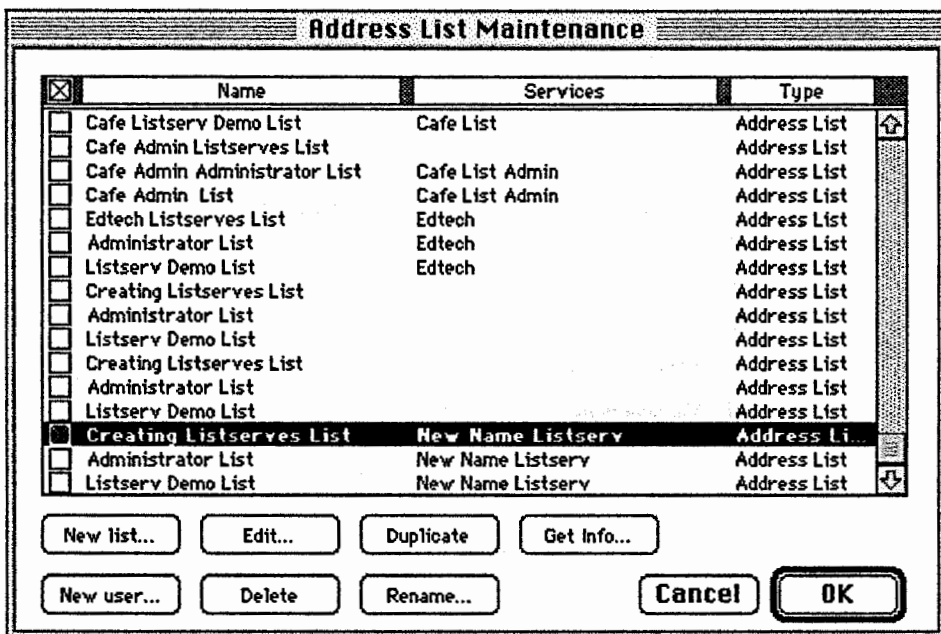 Address List Maintenance
Name Services Type
Cafe Listserv Demo List Cafe List Address List
Cafe Admin Listserves List Address List
Cafe Admin Administrator List Cafe List Admin Address List
Cafe Admin List Cafe List Admin Address List
Edtech Listserves List Edtech Address List
Administrator List Edtech Address List
Listserv Demo List Edtech Address List
Creating Listserves List Address List
Administrator List Address List
Listserv Demo List Address List
Creating Listserves List Address List
Administrator List Address List
Listserv Demo List Address List
Creating Listserves List New Name Listserv Address Li...
Administrator List New Name Listserv Address List
Listserv Demo List New Name Listserv Address List
New list... Edit... Duplicate Get Info...
New user... Delete Rename... Cancel OK